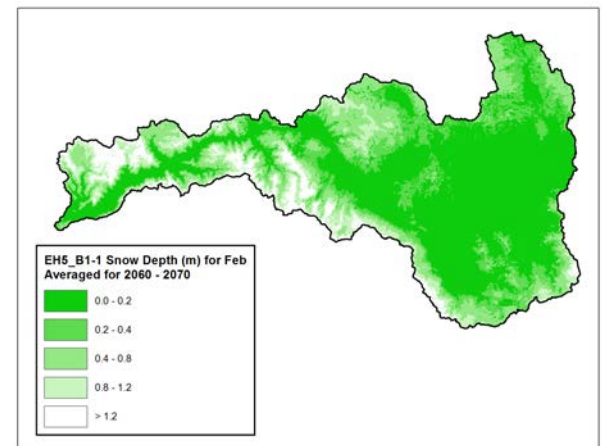 EH5_B1-1 Snow Depth (m) for Feb
Averaged for 2060 - 2070
0.0 - 0.2
0.2 - 0.4
0.4 - 0.8
0.8 - 1.2
> 1.2